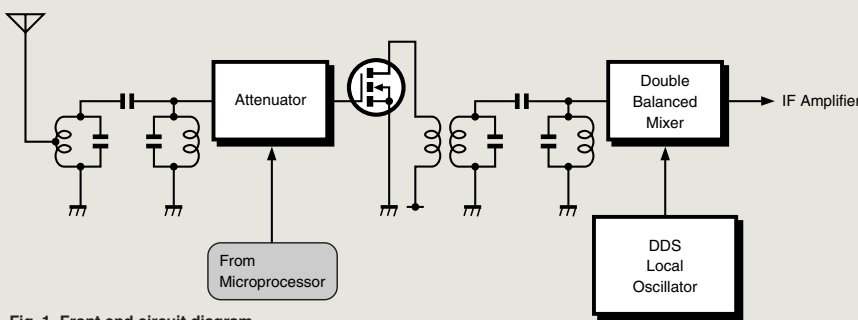 Attenuator
Double
Balanced
Mixer
IF Amplifier
From
Microprocessor
DDS
Local
Oscillator
Fig. 1 Front end circuit diagram